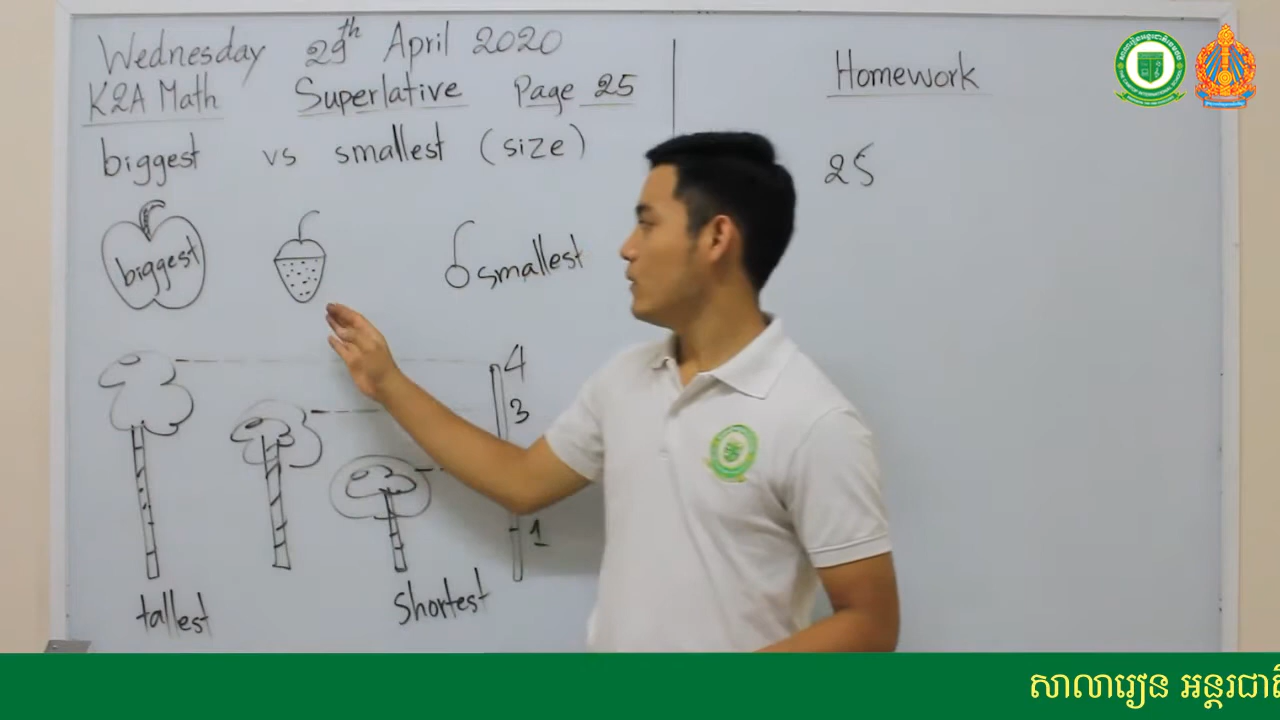 Wednesday 29th April 2020
K2A Math Superlative Page 25
biggest vs smallest (size)
biggest
smallest
4
3
1
tallest
shortest
Homework
25
សាលារៀន អន្តរជាតិ